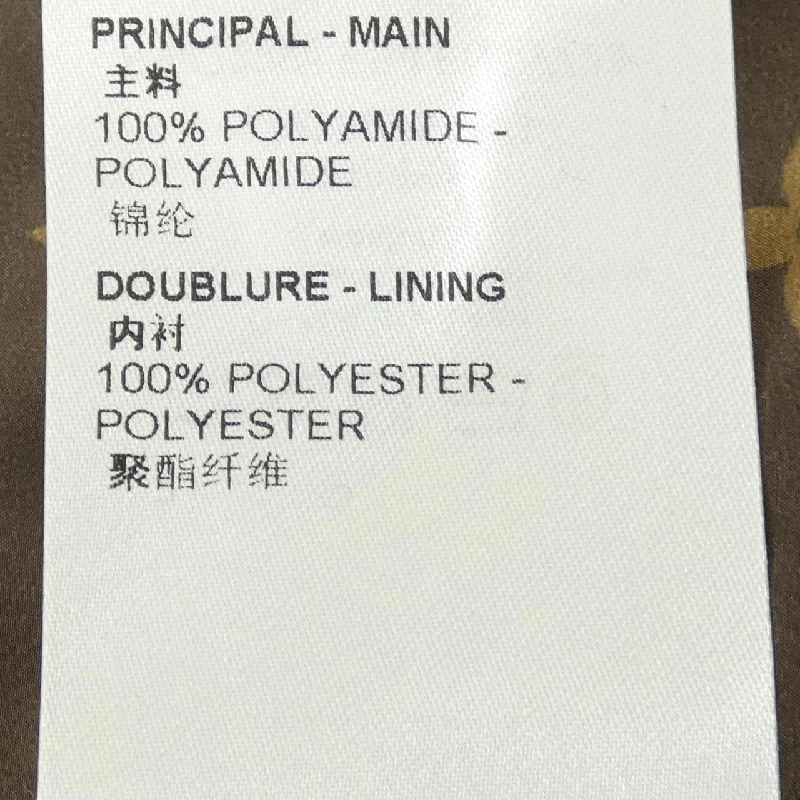 PRINCIPAL - MAIN
主料
100% POLYAMIDE -
POLYAMIDE
锦纶
DOUBLURE - LINING
内衬
100% POLYESTER -
POLYESTER
聚酯纤维